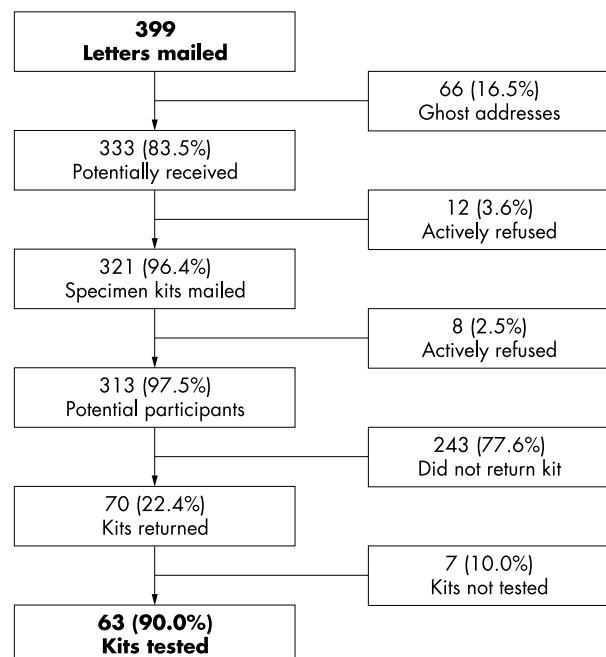 399
Letters mailed
66 (16.5%)
Ghost addresses
333 (83.5%)
Potentially received
12 (3.6%)
Actively refused
321 (96.4%)
Specimen kits mailed
8 (2.5%)
Actively refused
313 (97.5%)
Potential participants
243 (77.6%)
Did not return kit
70 (22.4%)
Kits returned
7 (10.0%)
Kits not tested
63 (90.0%)
Kits tested